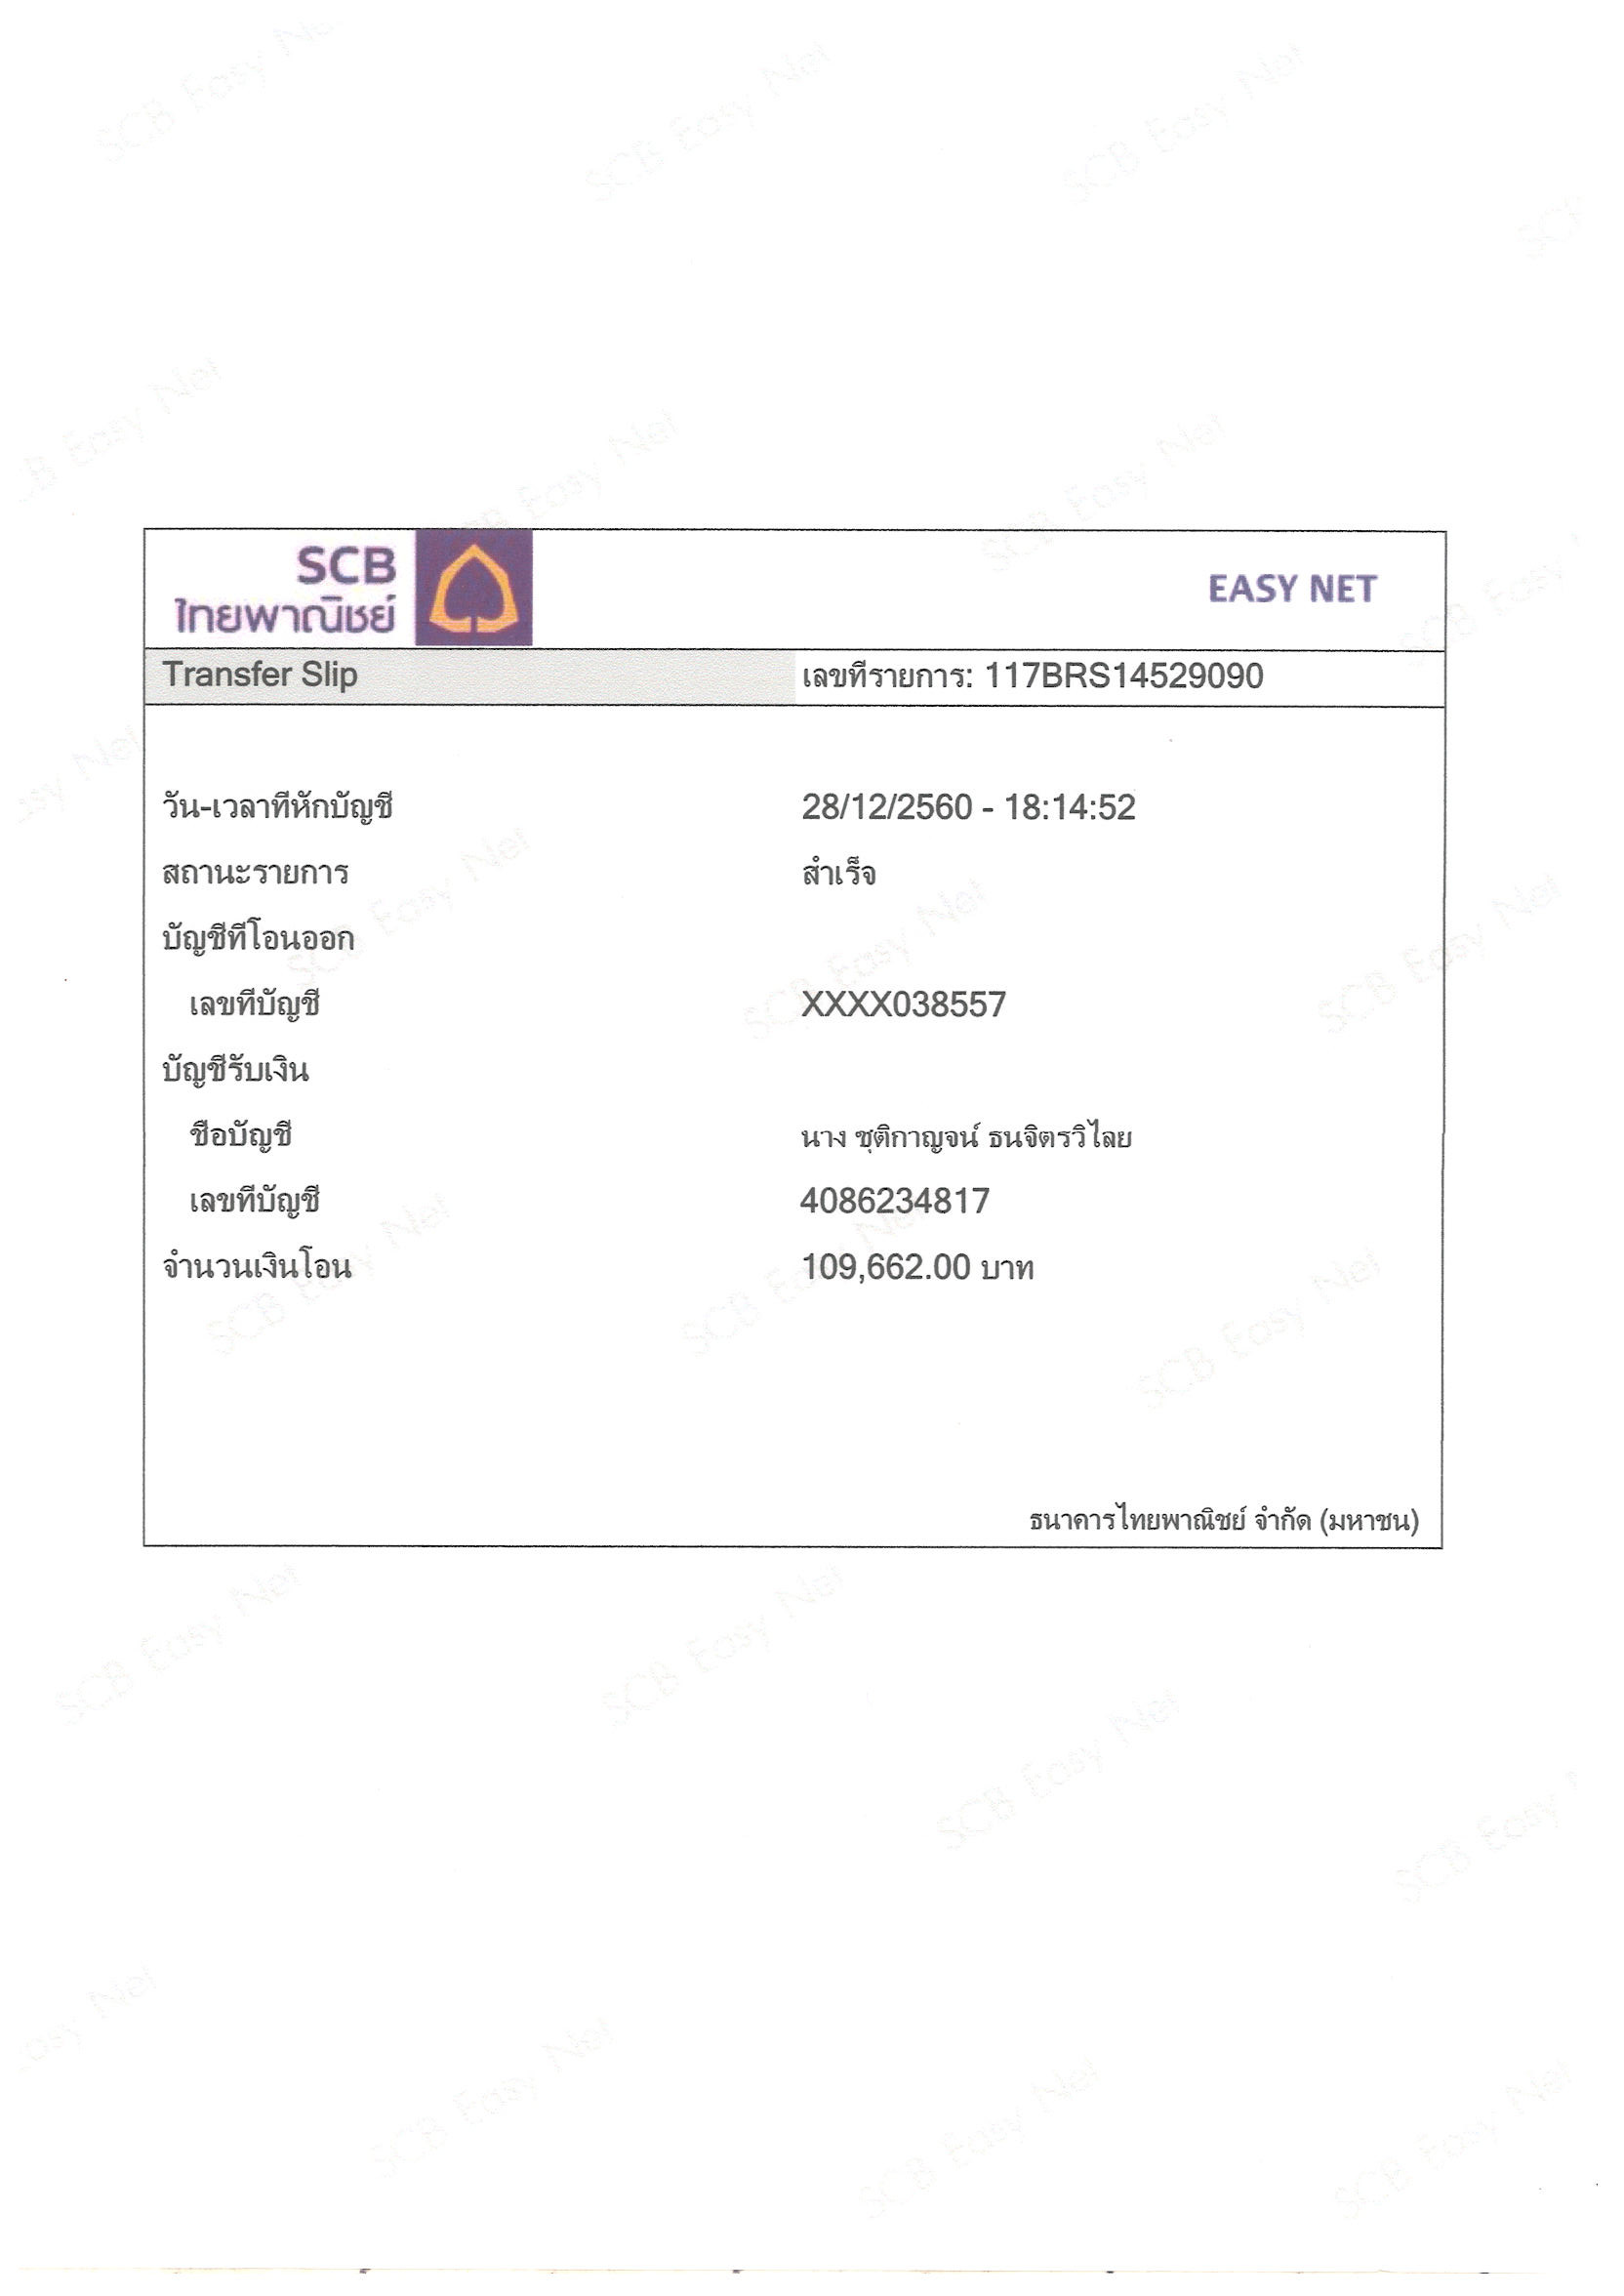 SCB
ไทยพาณิชย์
EASY NET
Transfer Slip
เลขที่รายการ: 117BRS14529090
วัน-เวลาที่หักบัญชี 28/12/2560 - 18:14:52
สถานะรายการ สำเร็จ
บัญชีที่โอนออก
เลขที่บัญชี XXXX038557
บัญชีรับเงิน
ชื่อบัญชี นาง ชุติกาญจน์ ธนจิตรวิไลย
เลขที่บัญชี 4086234817
จำนวนเงินโอน 109,662.00 บาท
ธนาคารไทยพาณิชย์ จำกัด (มหาชน)
SCB Easy Net